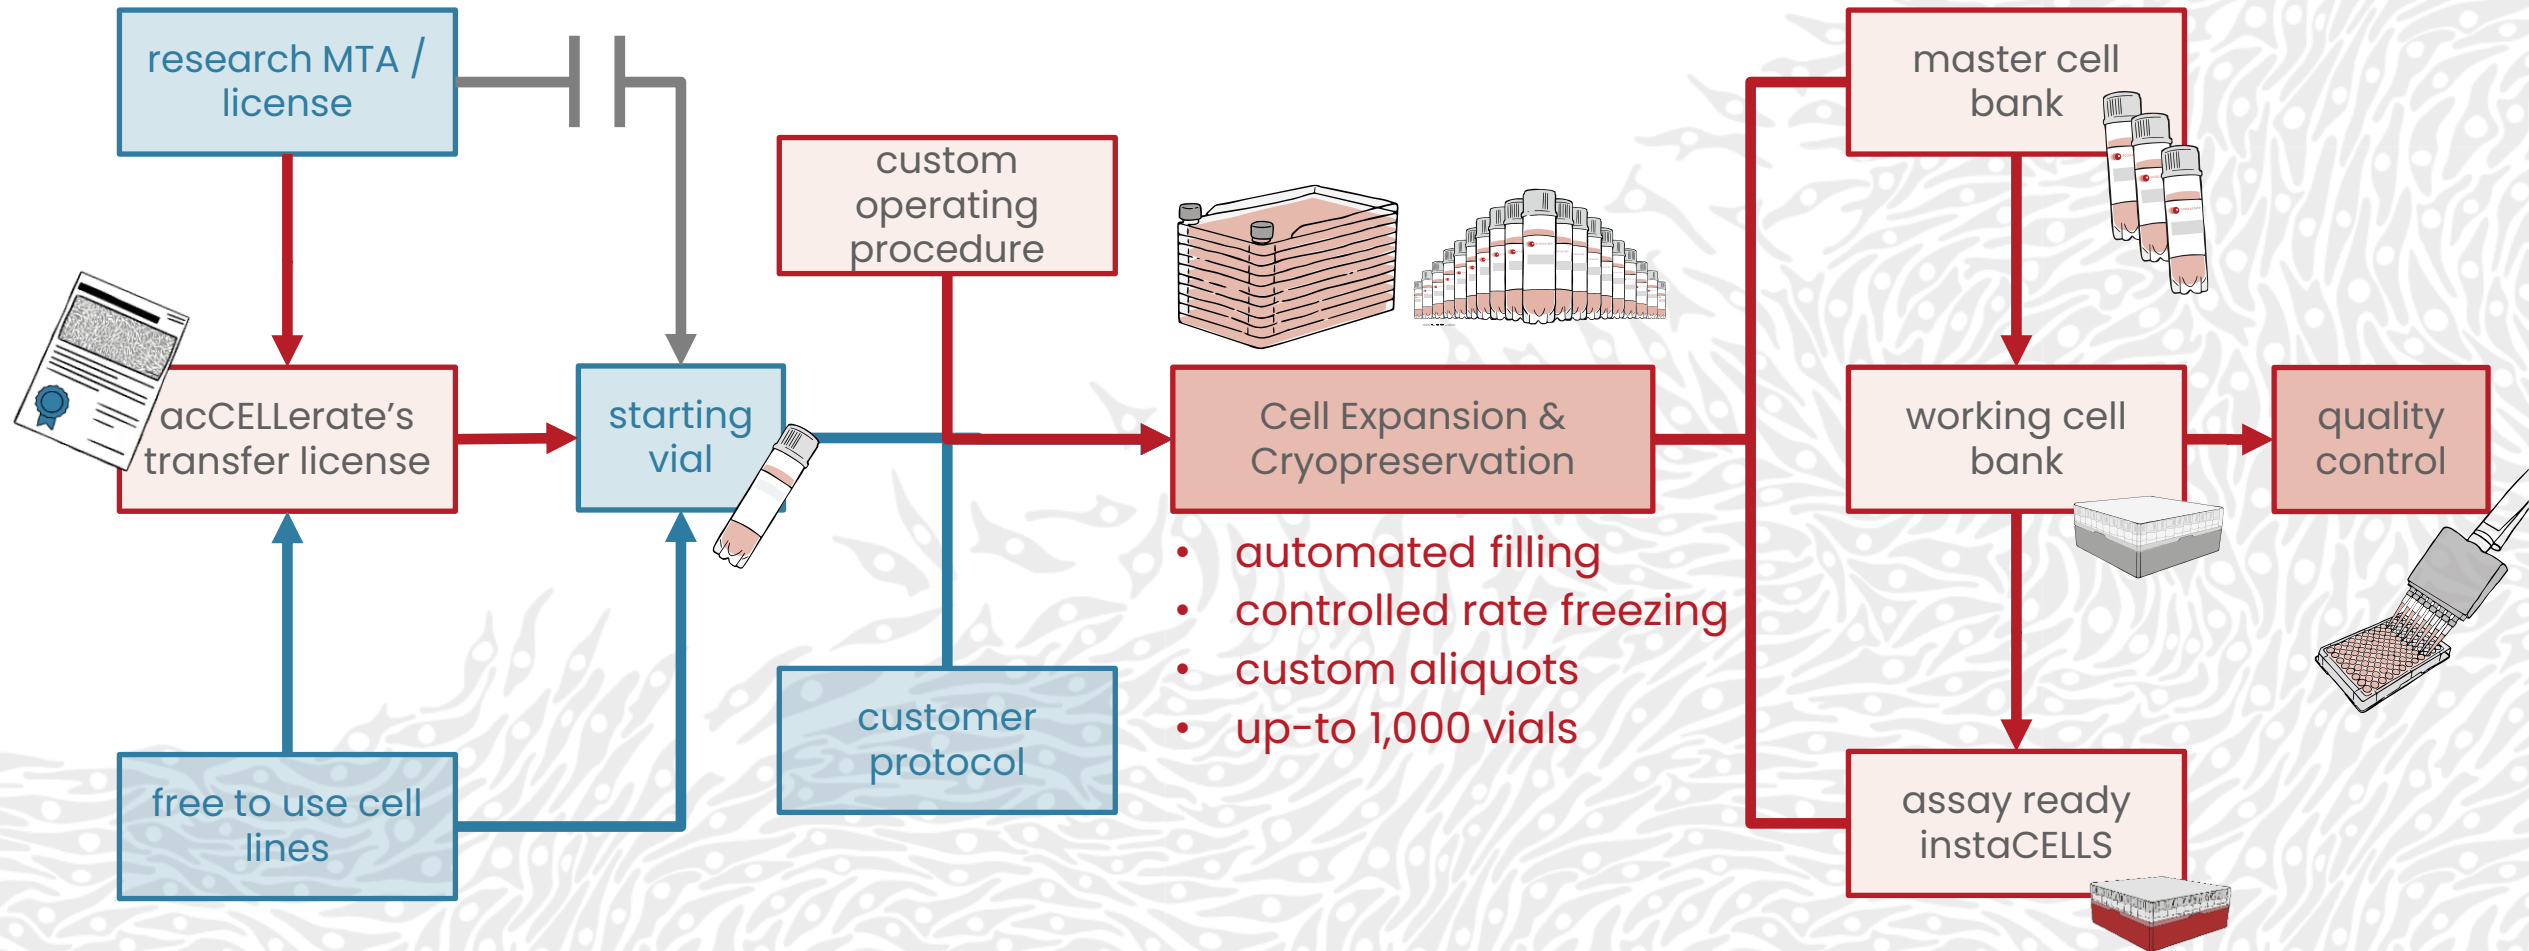 research MTA /
license
acCELLerate's
transfer license
free to use cell
lines
starting
vial
custom
operating
procedure
customer
protocol
Cell Expansion &
Cryopreservation
• automated filling
• controlled rate freezing
• custom aliquots
• up-to 1,000 vials
master cell
bank
working cell
bank
assay ready
instaCELLS
quality
control